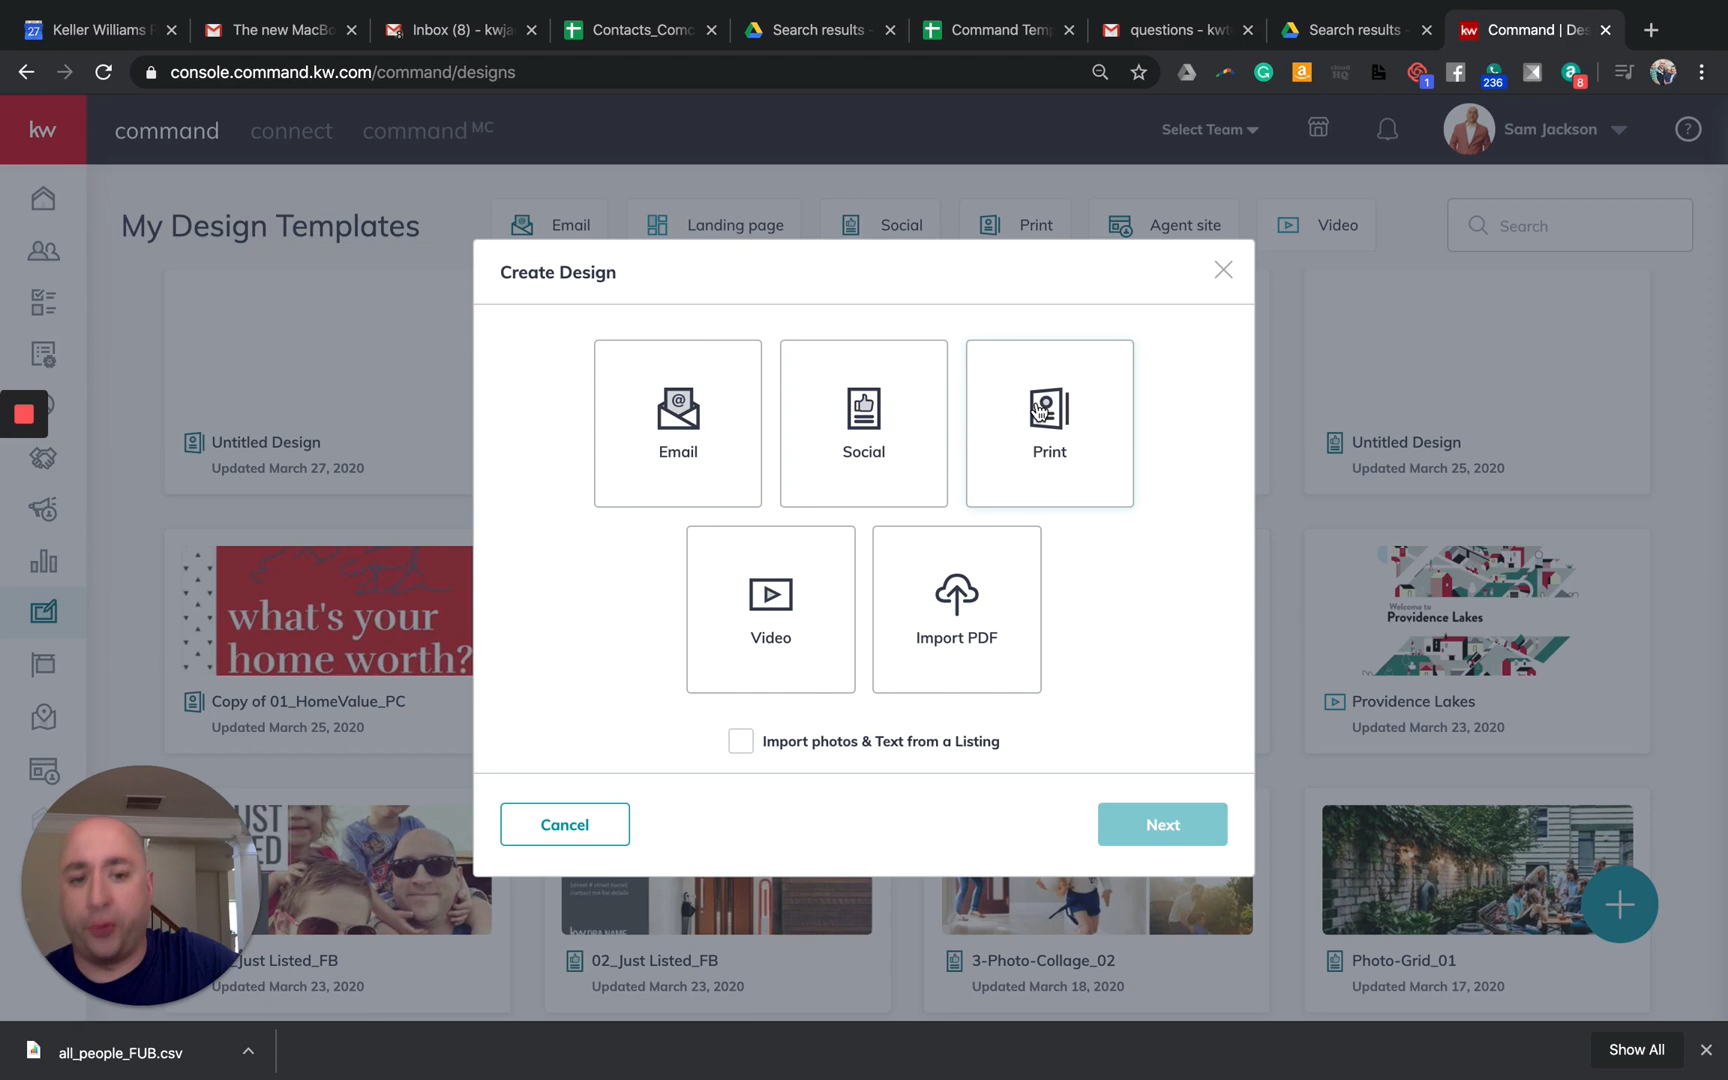 27 Keller Williams
The new MacBo
Inbox (8) - kwja
Contacts_Com
Search results -
Command Temp
questions - kwt
Search results
kw Command | Des
console.command.kw.com/command/designs
1
236
8
kw
command
connect
command MC
Select Team
Sam Jackson
?
My Design Templates
Email
Landing page
Social
Print
Agent site
Video
Search
Create Design
Email
Social
Print
Video
Import PDF
Import photos & Text from a Listing
Cancel
Next
Untitled Design
Updated March 27, 2020
Untitled Design
Updated March 25, 2020
what's your
home worth?
Copy of 01_HomeValue_PC
Updated March 25, 2020
Welcome to
Providence Lakes
Providence Lakes
Updated March 23, 2020
Just Listed_FB
Updated March 23, 2020
02_Just Listed_FB
Updated March 23, 2020
3-Photo-Collage_02
Updated March 18, 2020
Photo-Grid_01
Updated March 17, 2020
all_people_FUB.csv
Show All